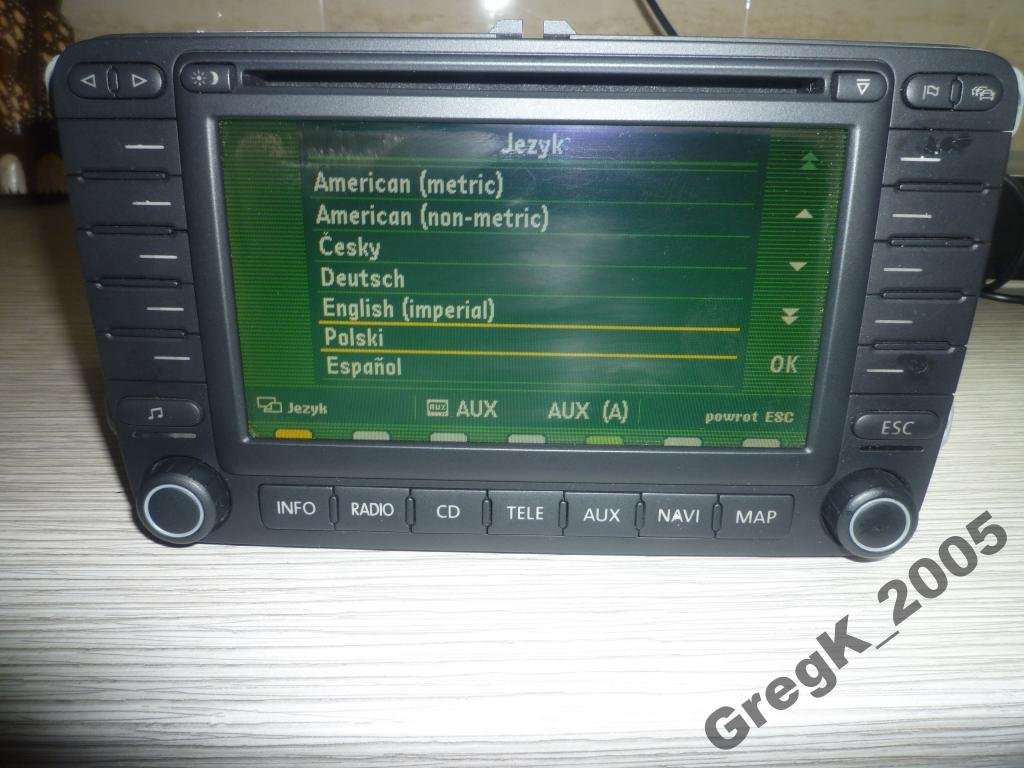 Jezyk
American (metric)
American (non-metric)
Česky
Deutsch
English (imperial)
Polski
Español
OK
Jezyk
AUX AUX
AUX (A)
powrot ESC
ESC
INFO
RADIO
CD
TELE
AUX
NAVI
MAP
GregK_2005